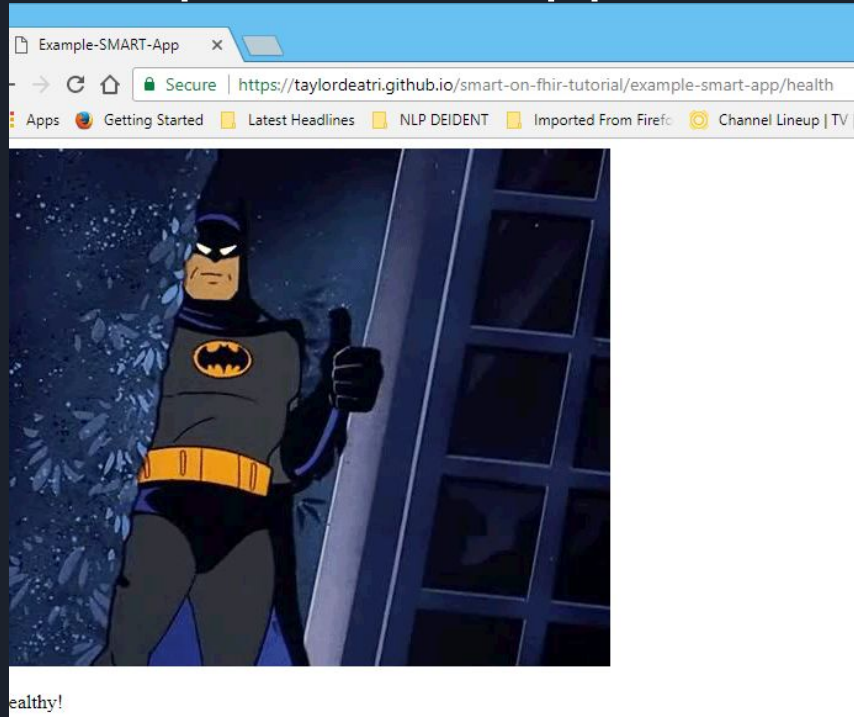 Example-SMART-App
Secure | https://taylordeatri.github.io/smart-on-fhir-tutorial/example-smart-app/health
Apps Getting Started Latest Headlines NLP DEIDENT Imported From Firefo Channel Lineup | TV |
ealthy!